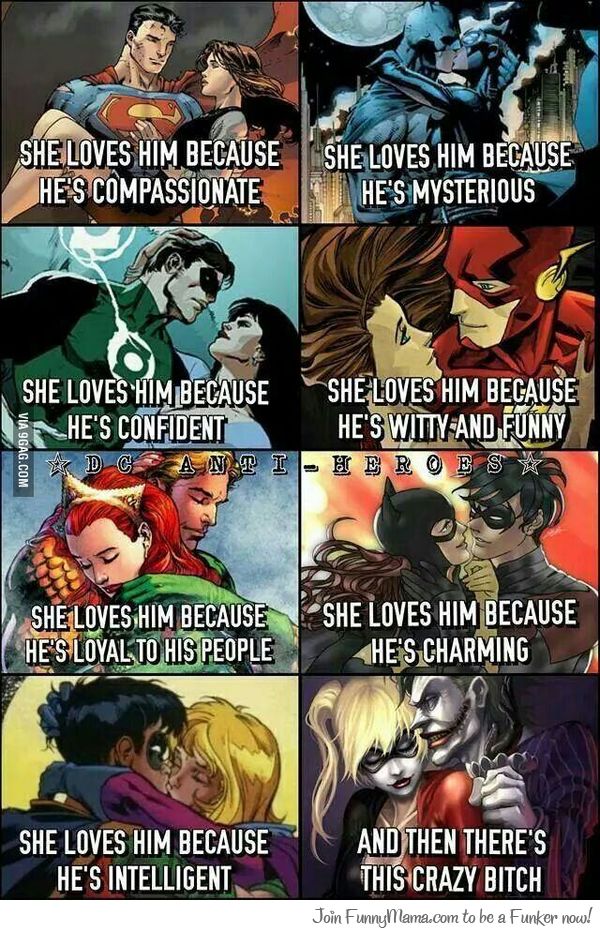 SHE LOVES HIM BECAUSE
HE'S COMPASSIONATE
SHE LOVES HIM BECAUSE
HE'S MYSTERIOUS
SHE LOVES HIM BECAUSE
HE'S CONFIDENT
SHE LOVES HIM BECAUSE
HE'S WITTY AND FUNNY
VIA 9GAG.COM
☆ DC ANTI-HEROES ☆
SHE LOVES HIM BECAUSE
HE'S LOYAL TO HIS PEOPLE
SHE LOVES HIM BECAUSE
HE'S CHARMING
SHE LOVES HIM BECAUSE
HE'S INTELLIGENT
AND THEN THERE'S
THIS CRAZY BITCH
Join FunnyMama.com to be a Funker now!